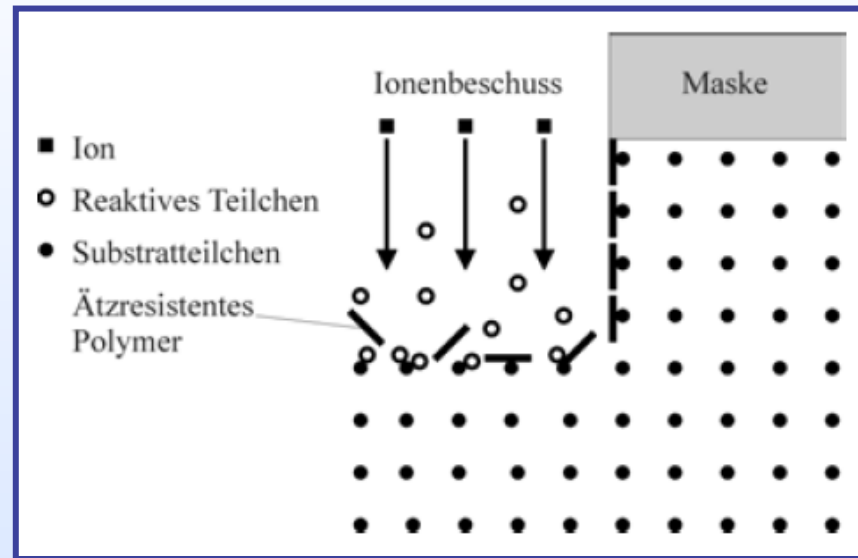 Ionenbeschuss
Maske
Ion
Reaktives Teilchen
Substratteilchen
Ätzresistentes
Polymer